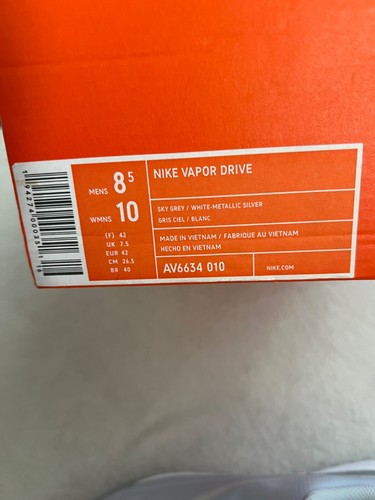 MENS 8.5
WMNS 10
(F) 42
UK 7.5
EUR 42
CM 26.5
BR 40
NIKE VAPOR DRIVE
SKY GREY / WHITE-METALLIC SILVER
GRIS CIEL / BLANC
MADE IN VIETNAM / FABRIQUE AU VIETNAM
HECHO EN VIETNAM
AV6634 010
NIKE.COM